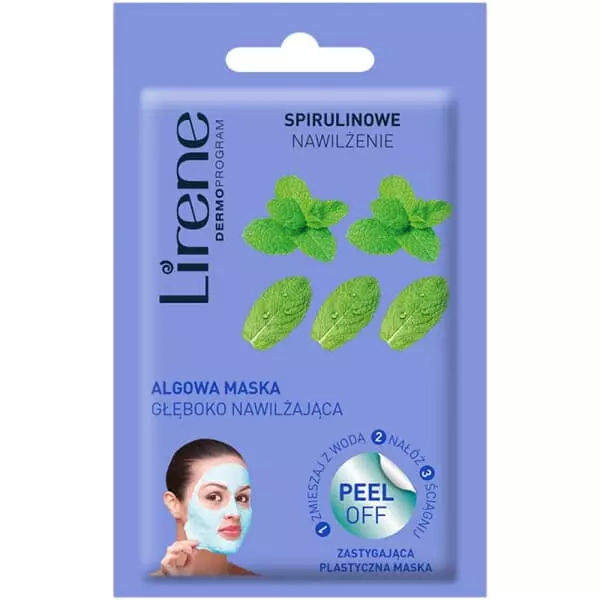 Lirene
DERMOPROGRAM
SPIRULINOWE
NAWILŻENIE
ALGOWA MASKA
GŁĘBOKO NAWILŻAJĄCA
1 ZMIESZAJ Z WODĄ 2 NAŁÓŻ 3 ŚCIĄGNIJ
PEEL
OFF
ZASTYGAJĄCA
PLASTYCZNA MASKA